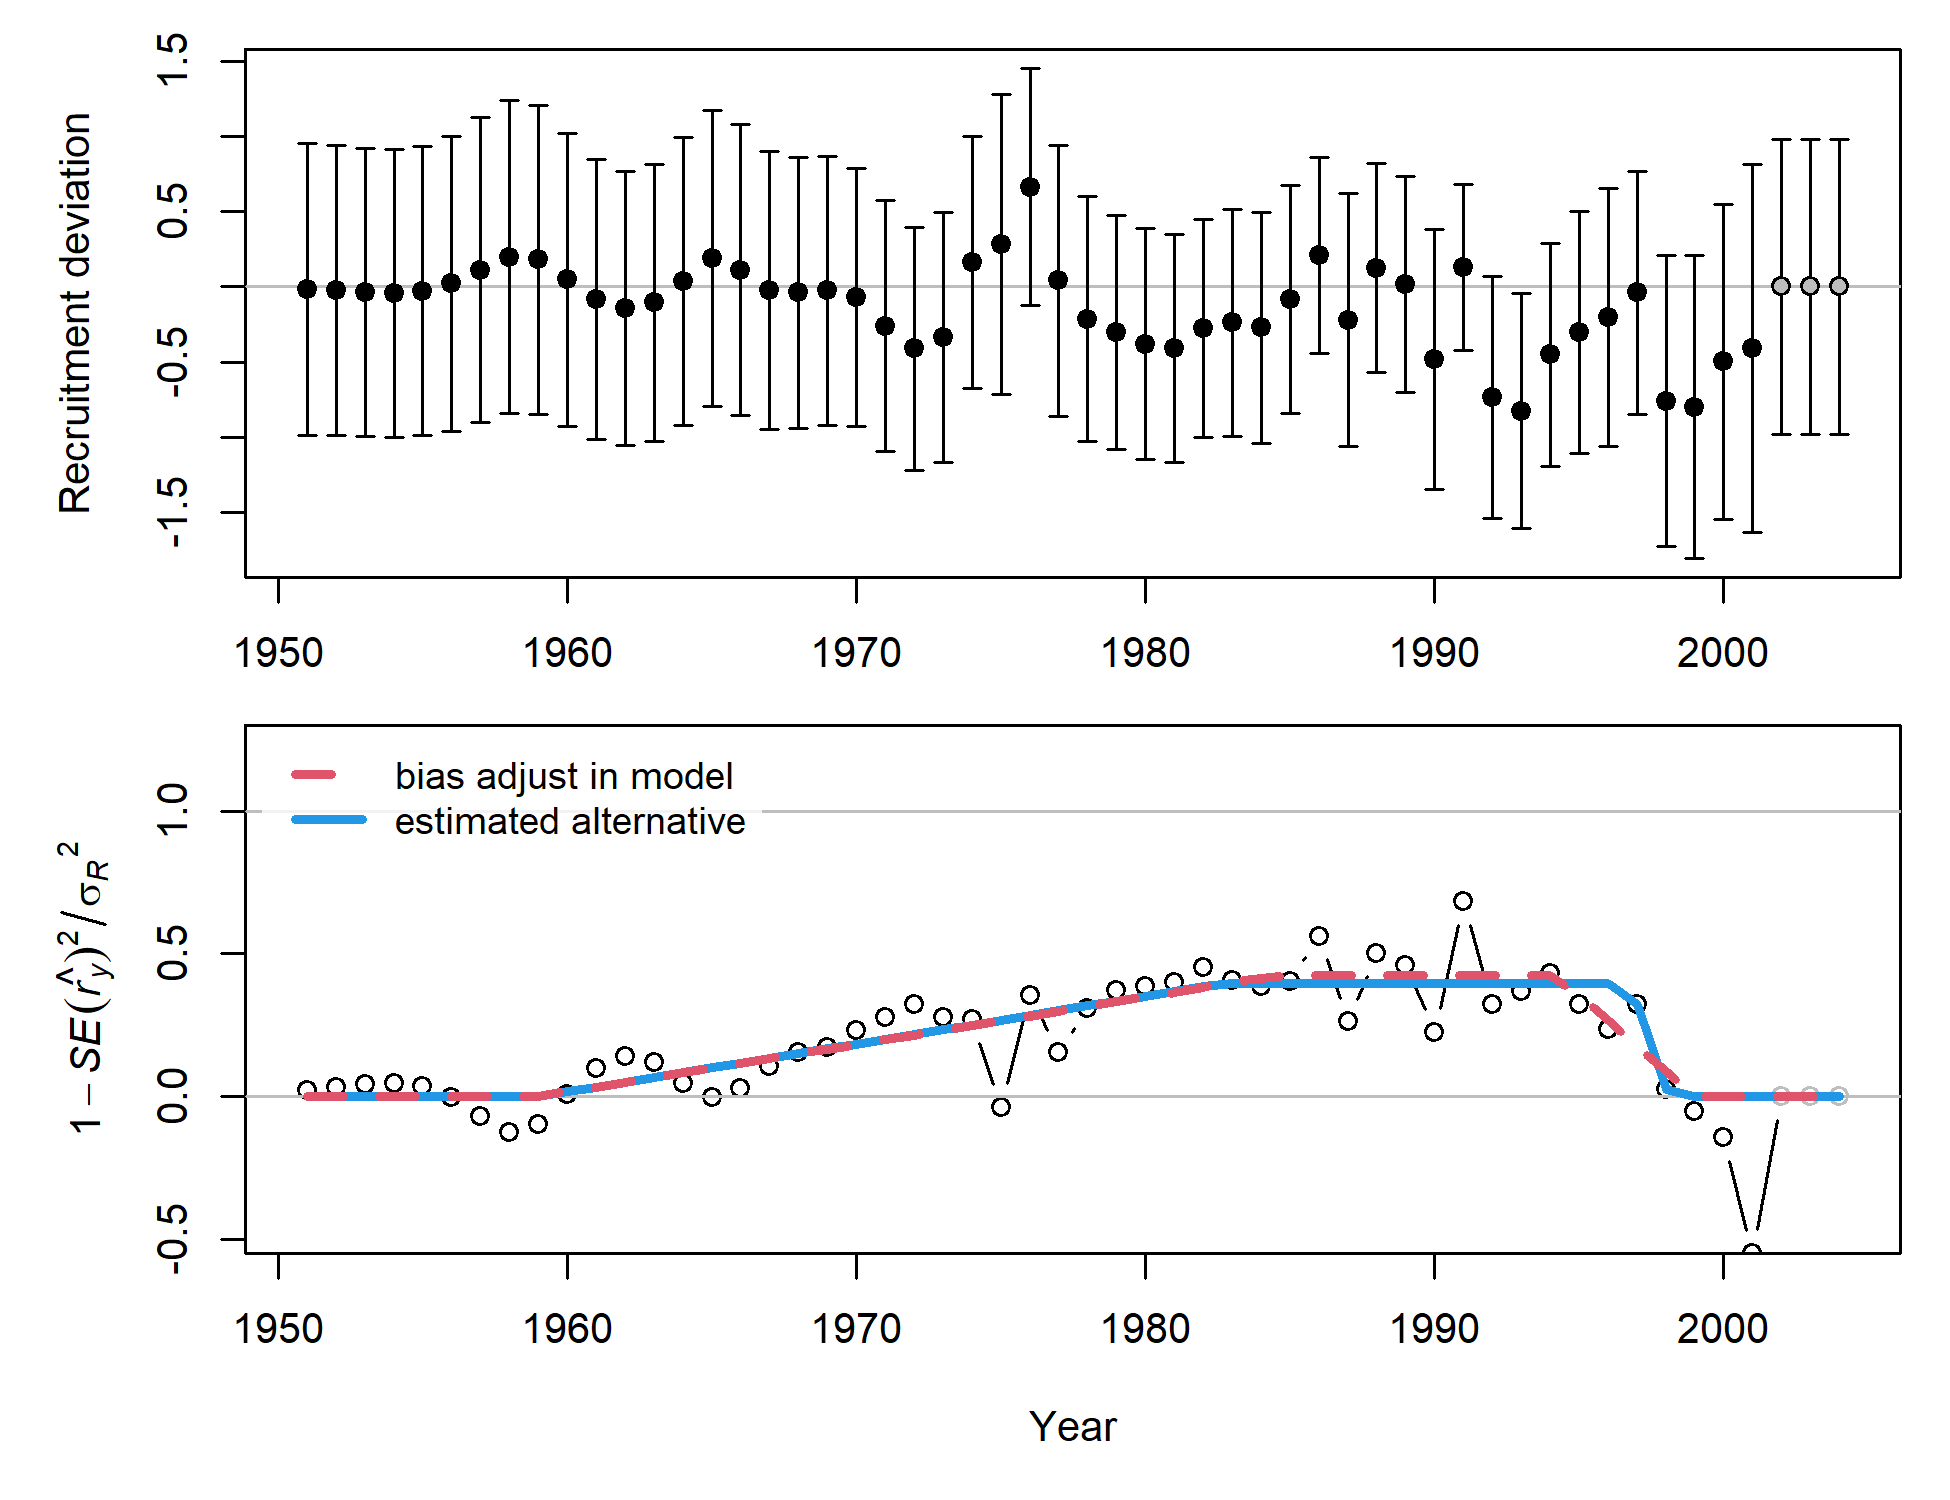 Recruitment deviation
1.5
0.5
-0.5
-1.5
1950 1960 1970 1980 1990 2000
bias adjust in model
estimated alternative
1 − SE(r̂y)² / σR²
1.0
0.5
0.0
-0.5
1950 1960 1970 1980 1990 2000
Year